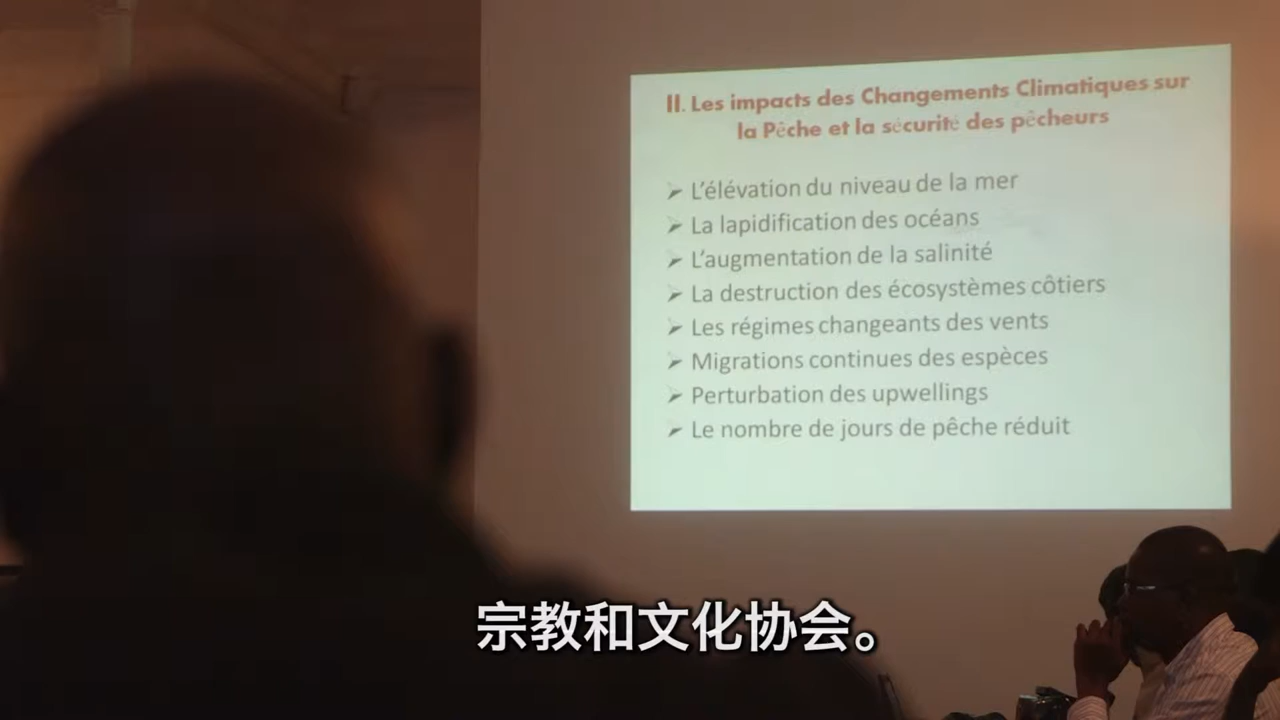 II. Les impacts des Changements Climatiques sur
la Pêche et la sécurité des pêcheurs
➢ L'élévation du niveau de la mer
➢ La lapidification des océans
➢ L'augmentation de la salinité
➢ La destruction des écosystèmes côtiers
➢ Les régimes changeants des vents
➢ Migrations continues des espèces
➢ Perturbation des upwellings
➢ Le nombre de jours de pêche réduit
宗教和文化协会。